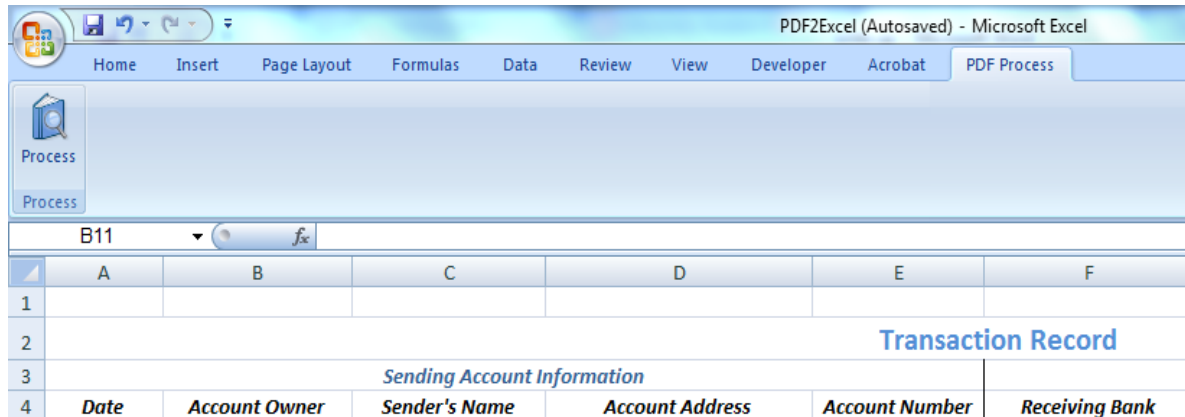 PDF2Excel (Autosaved) - Microsoft Excel
Home Insert Page Layout Formulas Data Review View Developer Acrobat PDF Process
Process
Process
B11 fx
A B C D E F
1
2 Transaction Record
3 Sending Account Information
4 Date Account Owner Sender's Name Account Address Account Number Receiving Bank